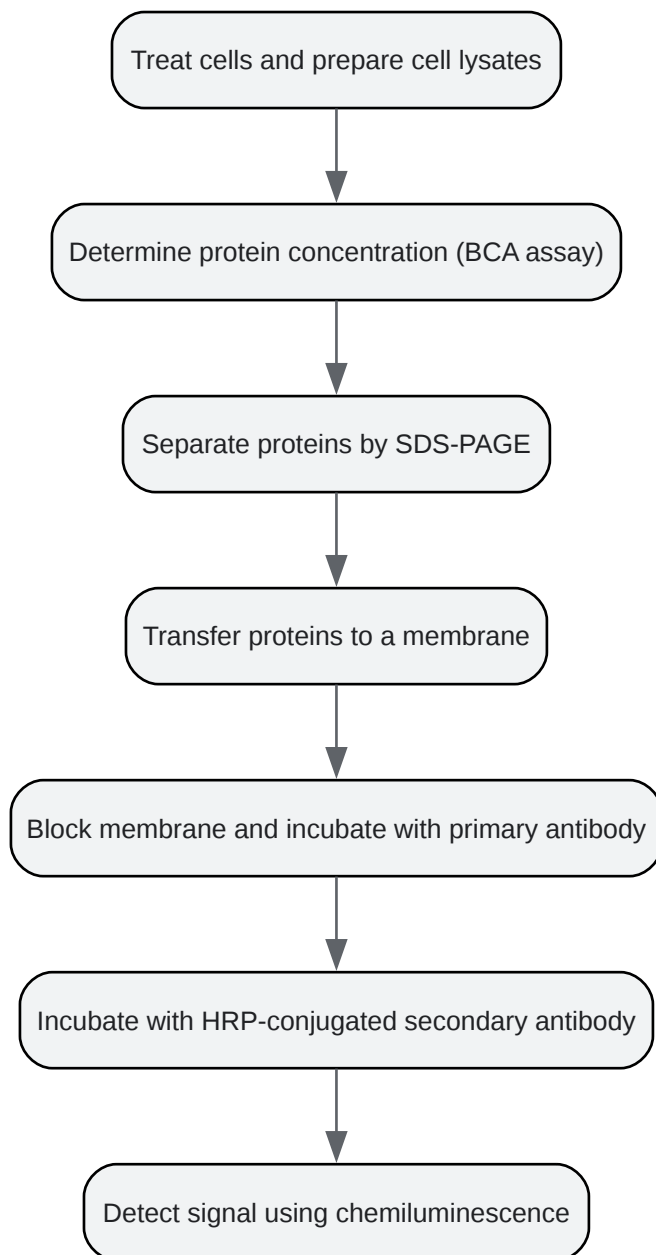 Treat cells and prepare cell lysates
Determine protein concentration (BCA assay)
Separate proteins by SDS-PAGE
Transfer proteins to a membrane
Block membrane and incubate with primary antibody
Incubate with HRP-conjugated secondary antibody
Detect signal using chemiluminescence